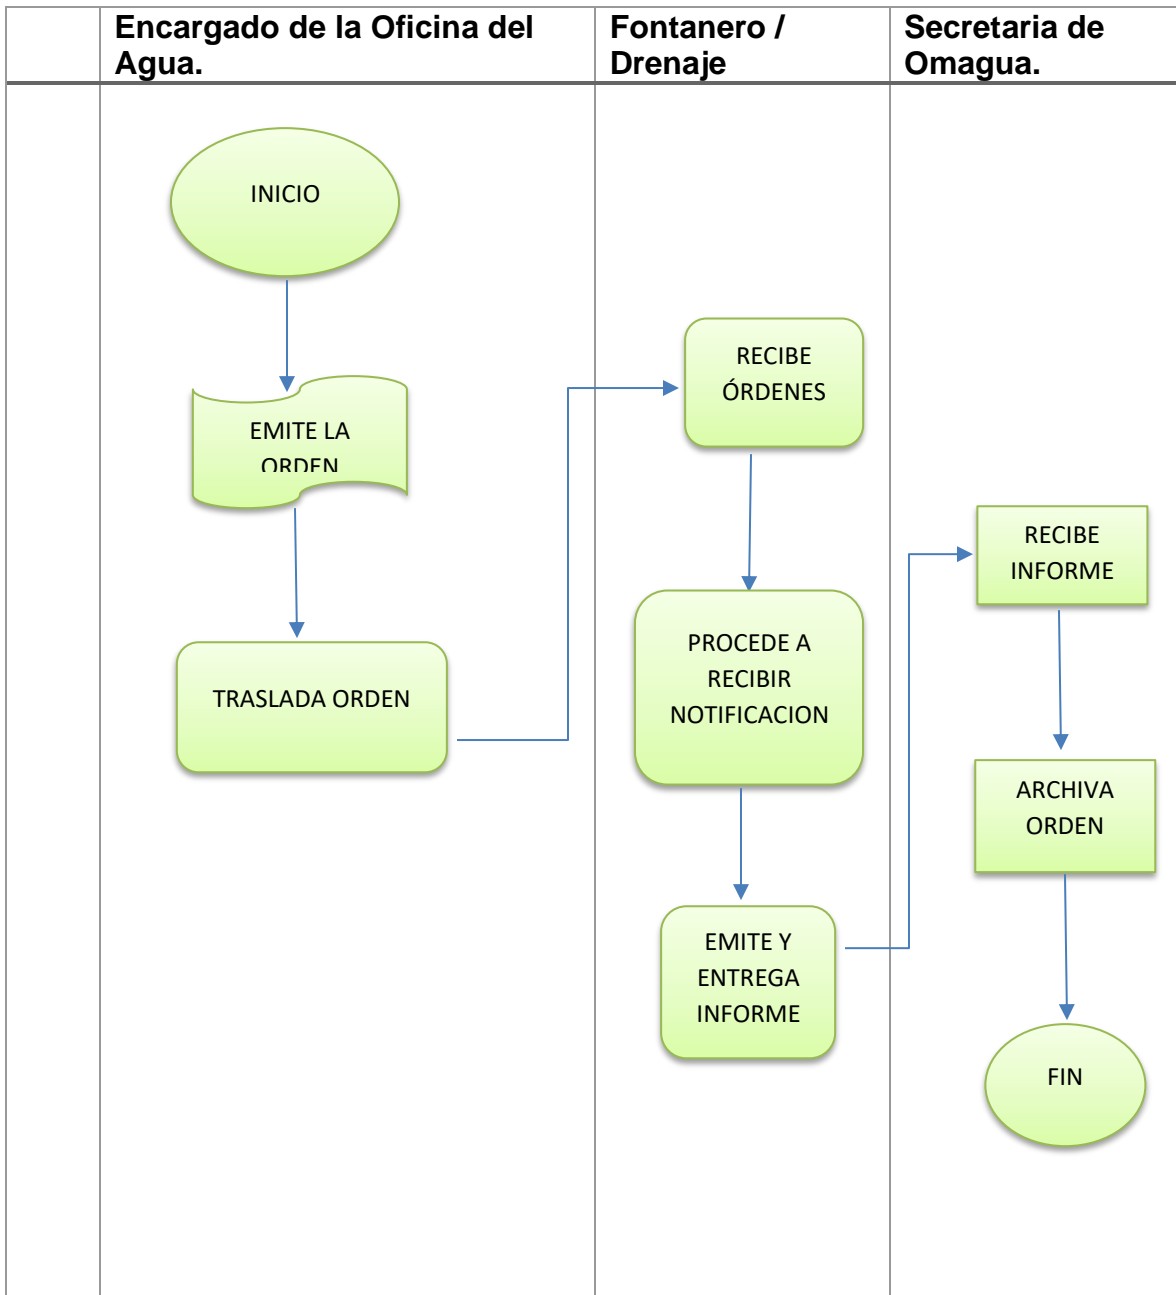 Encargado de la Oficina del
Agua.
Fontanero /
Drenaje
Secretaria de
Omagua.
INICIO
EMITE LA
ORDEN
TRASLADA ORDEN
RECIBE
ÓRDENES
PROCEDE A
RECIBIR
NOTIFICACION
EMITE Y
ENTREGA
INFORME
RECIBE
INFORME
ARCHIVA
ORDEN
FIN